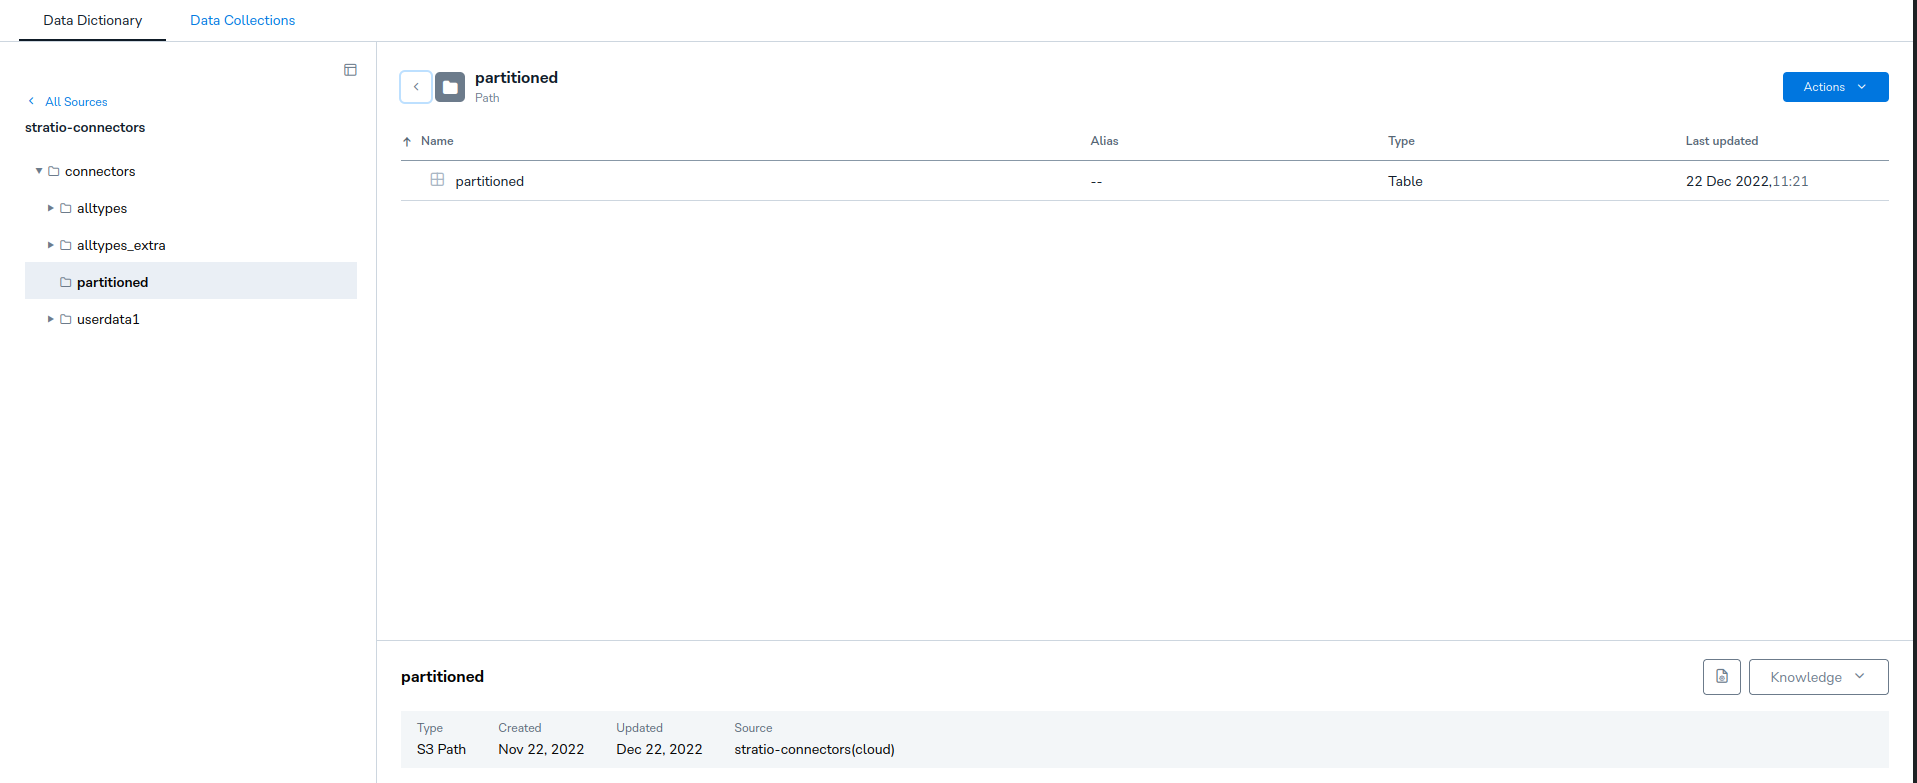 Data Dictionary
Data Collections
All Sources
stratio-connectors
connectors
alltypes
alltypes_extra
partitioned
userdata1
partitioned
Path
Actions
Name Alias Type Last updated
partitioned -- Table 22 Dec 2022,11:21
partitioned
Knowledge
Type Created Updated Source
S3 Path Nov 22, 2022 Dec 22, 2022 stratio-connectors(cloud)